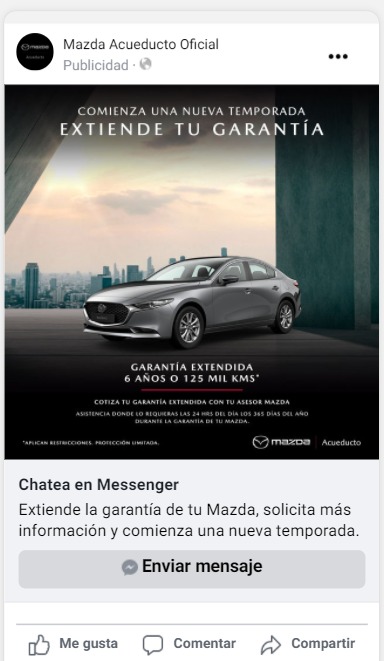 Mazda Acueducto Oficial
Publicidad ·
COMIENZA UNA NUEVA TEMPORADA
EXTIENDE TU GARANTÍA
GARANTÍA EXTENDIDA
6 AÑOS O 125 MIL KMS*
COTIZA TU GARANTÍA EXTENDIDA CON TU ASESOR MAZDA
ASISTENCIA DONDE LO REQUIERAS LAS 24 HRS DEL DÍA LOS 365 DÍAS DEL AÑO
DURANTE LA GARANTÍA DE TU MAZDA.
*APLICAN RESTRICCIONES. PROTECCIÓN LIMITADA.
mazda Acueducto
Chatea en Messenger
Extiende la garantía de tu Mazda, solicita más
información y comienza una nueva temporada.
Enviar mensaje
Me gusta Comentar Compartir